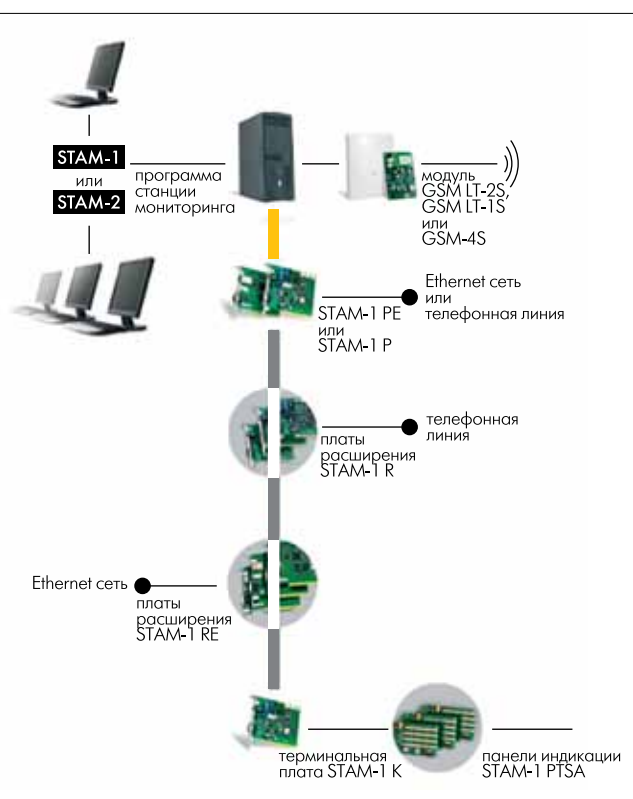 STAM-1
или
STAM-2
программа
станции
мониторинга
модуль
GSM LT-2S,
GSM LT-1S
или
GSM-4S
STAM-1 PE
или
STAM-1 P
Ethernet сеть
или
телефонная линия
платы
расширения
STAM-1 R
телефонная
линия
Ethernet сеть
платы
расширения
STAM-1 RE
терминальная
плата STAM-1 K
панели индикации
STAM-1 PTSA